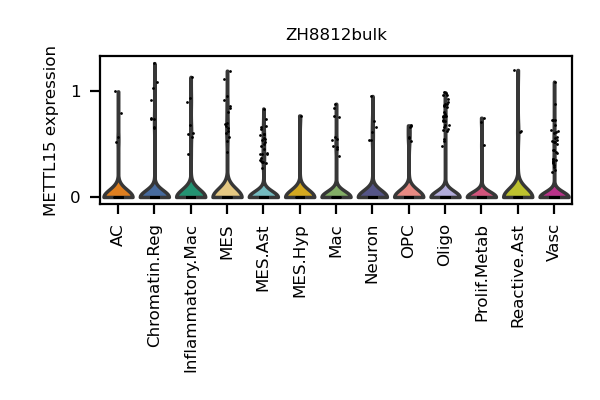 ZH8812bulk
METTL15 expression
1
0
AC
Chromatin.Reg
Inflammatory.Mac
MES
MES.Ast
MES.Hyp
Mac
Neuron
OPC
Oligo
Prolif.Metab
Reactive.Ast
Vasc